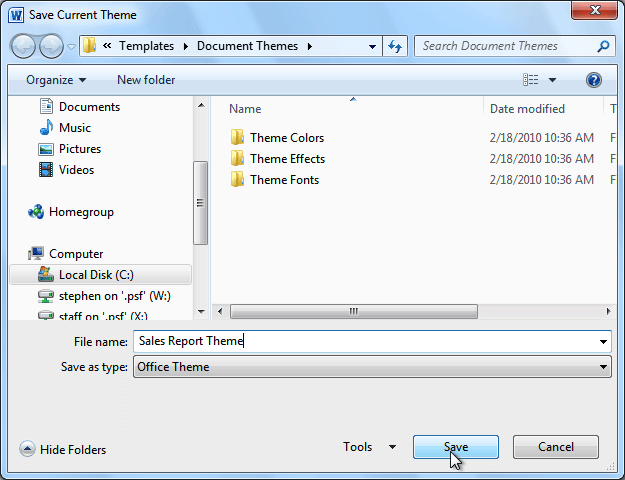 Save Current Theme
« Templates Document Themes Search Document Themes
Organize New folder
Documents
Music
Pictures
Videos
Homegroup
Computer
Local Disk (C:)
stephen on '.psf' (W:)
staff on '.psf' (X:)
Name Date modified T
Theme Colors 2/18/2010 10:36 AM F
Theme Effects 2/18/2010 10:36 AM F
Theme Fonts 2/18/2010 10:36 AM F
File name: Sales Report Theme
Save as type: Office Theme
Hide Folders Tools Save Cancel